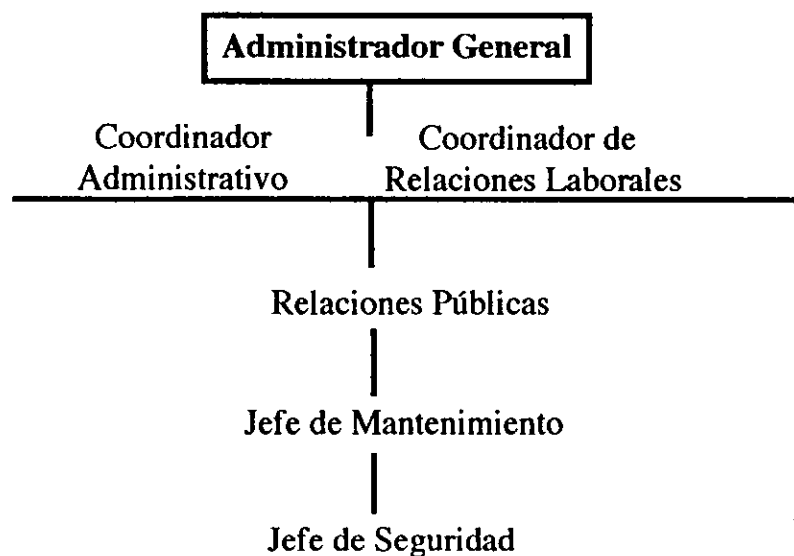 Administrador General
Coordinador
Administrativo
Coordinador de
Relaciones Laborales
Relaciones Públicas
Jefe de Mantenimiento
Jefe de Seguridad